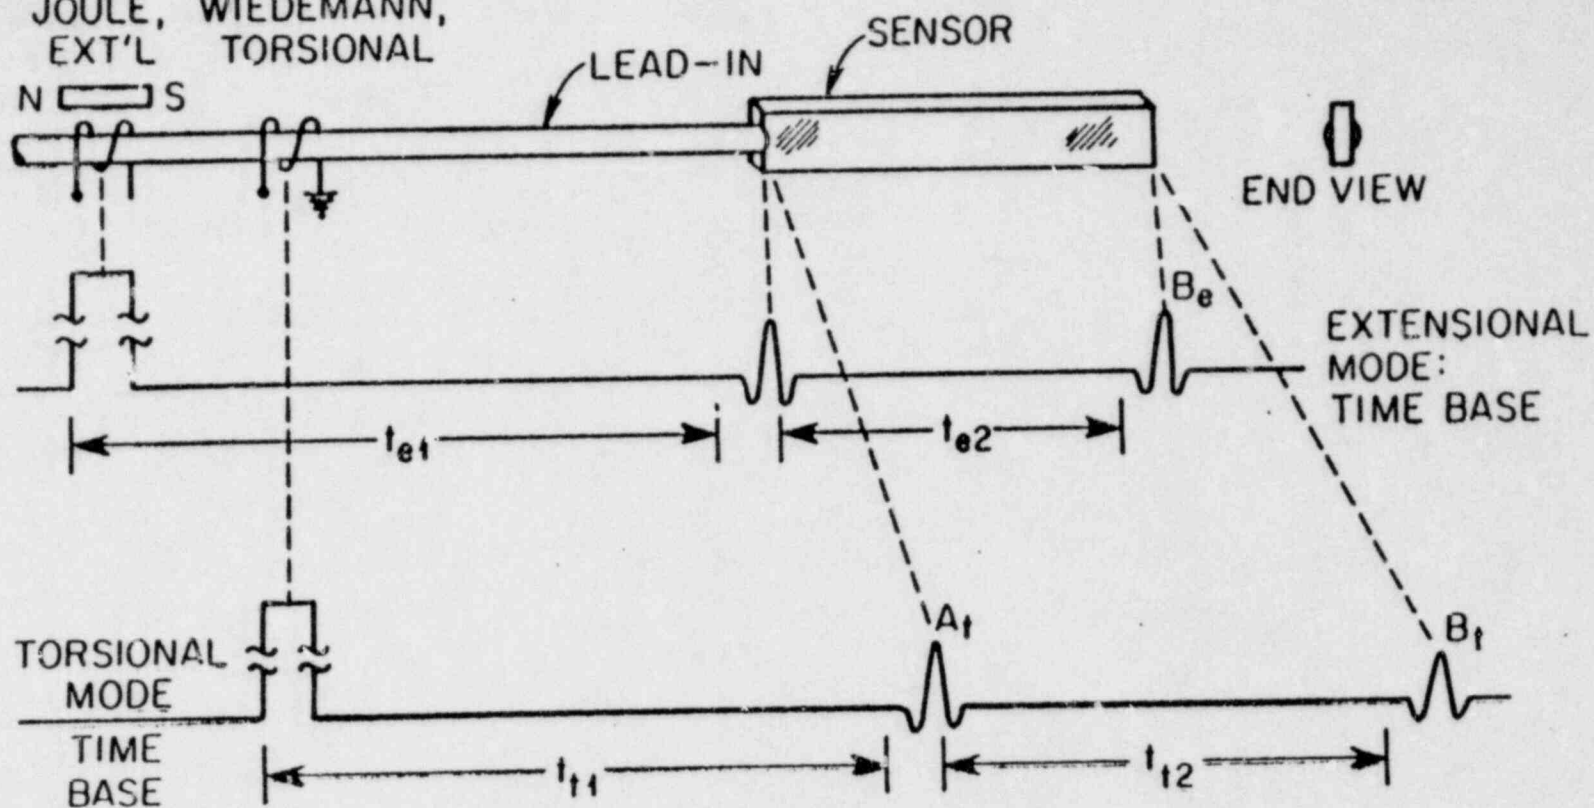 JOULE, WIEDEMANN,
EXT'L TORSIONAL
N S
LEAD-IN
SENSOR
END VIEW
Be
EXTENSIONAL
MODE:
TIME BASE
te1
te2
At
Bt
TORSIONAL
MODE
TIME
BASE
tt1
tt2